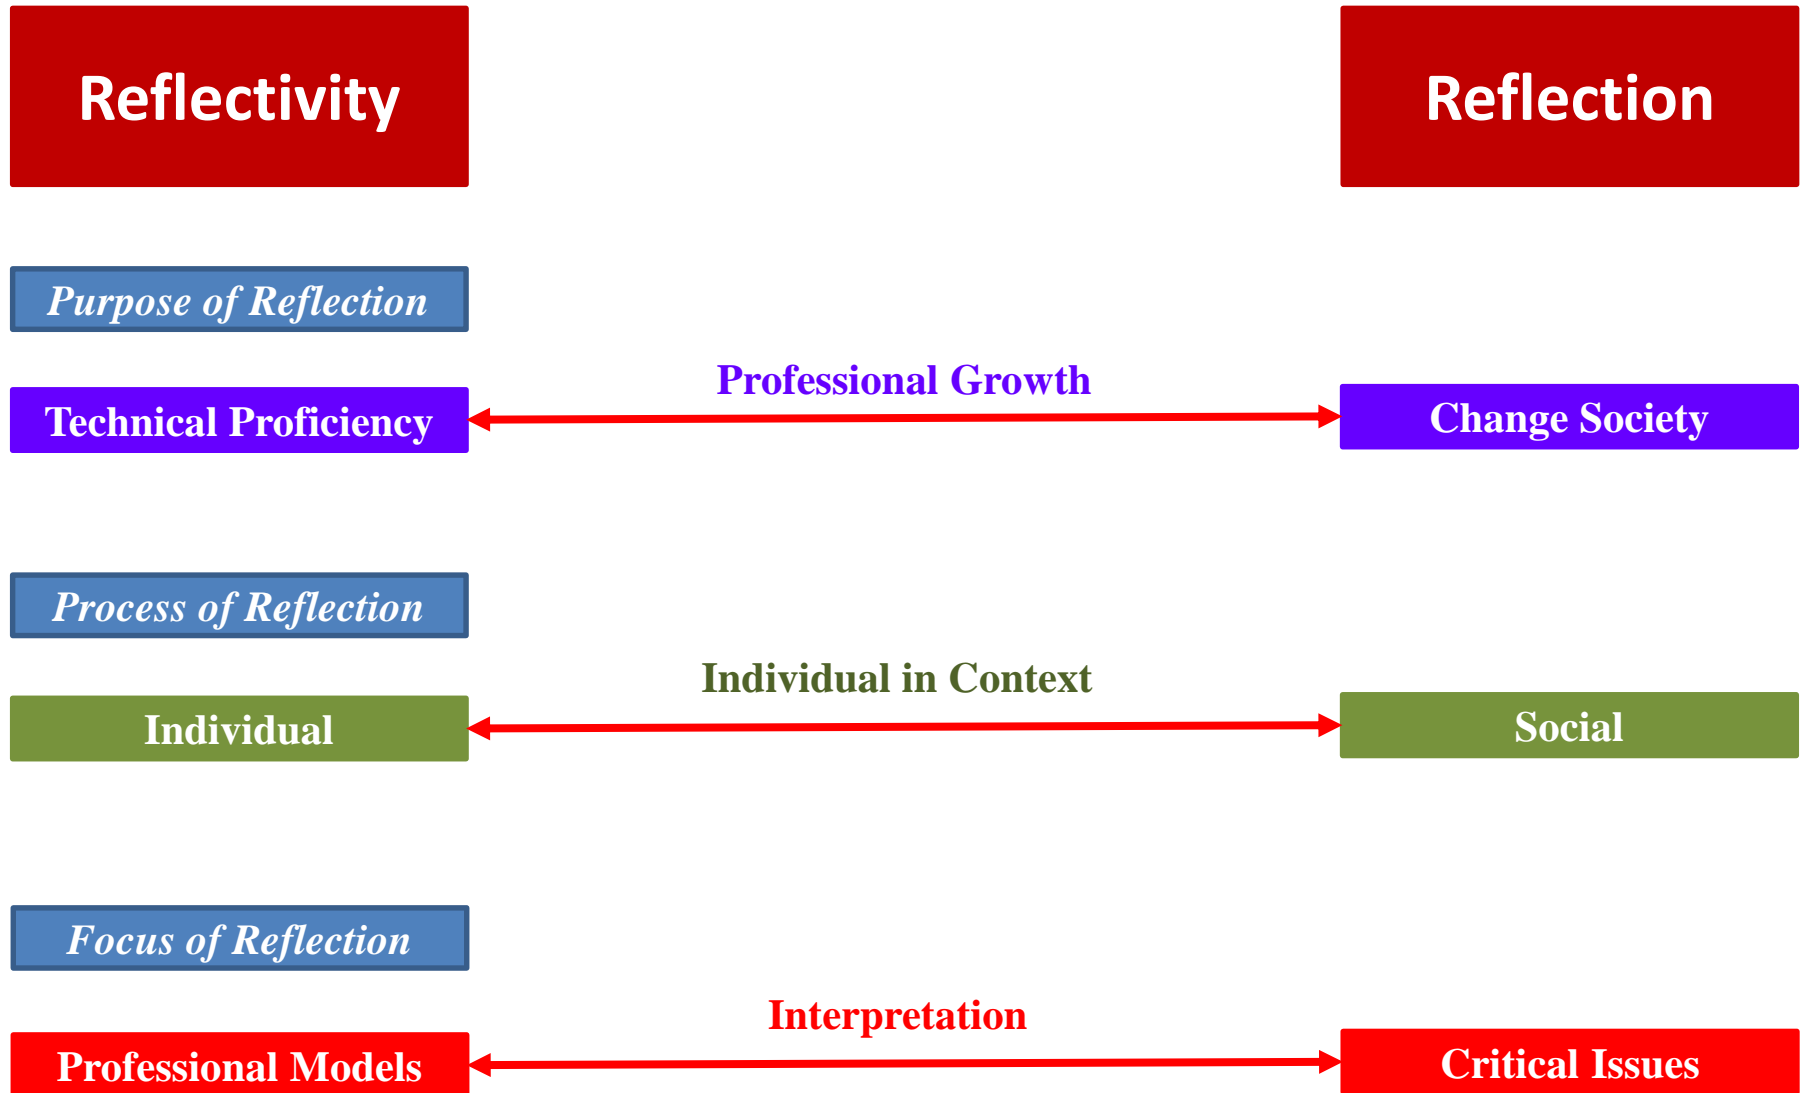 Reflectivity
Reflection
Purpose of Reflection
Professional Growth
Technical Proficiency
Change Society
Process of Reflection
Individual in Context
Individual
Social
Focus of Reflection
Interpretation
Professional Models
Critical Issues